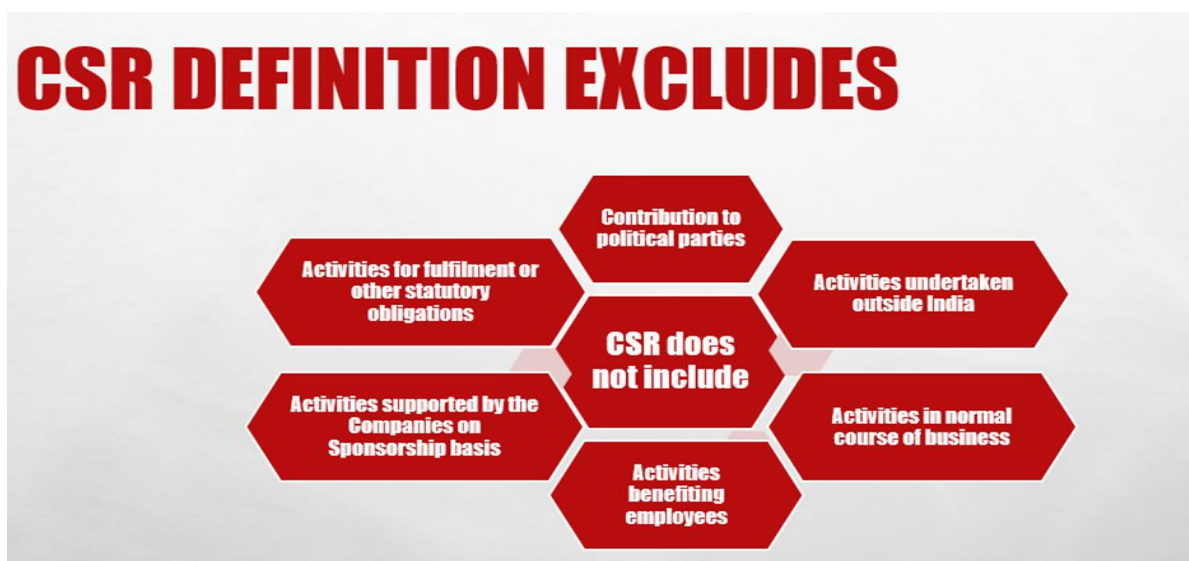 CSR DEFINITION EXCLUDES
Contribution to
political parties
Activities for fulfilment or
other statutory
obligations
Activities undertaken
outside India
CSR does
not include
Activities supported by the
Companies on
Sponsorship basis
Activities in normal
course of business
Activities
benefiting
employees